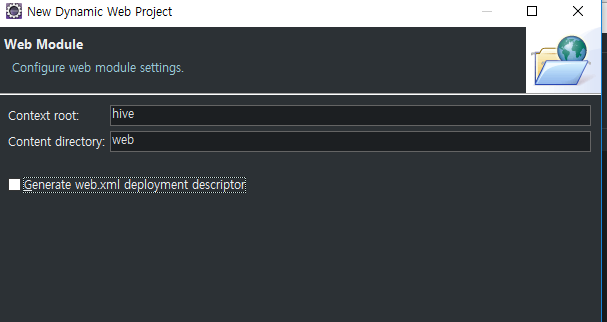 New Dynamic Web Project
Web Module
Configure web module settings.
Context root: hive
Content directory: web
Generate web.xml deployment descriptor